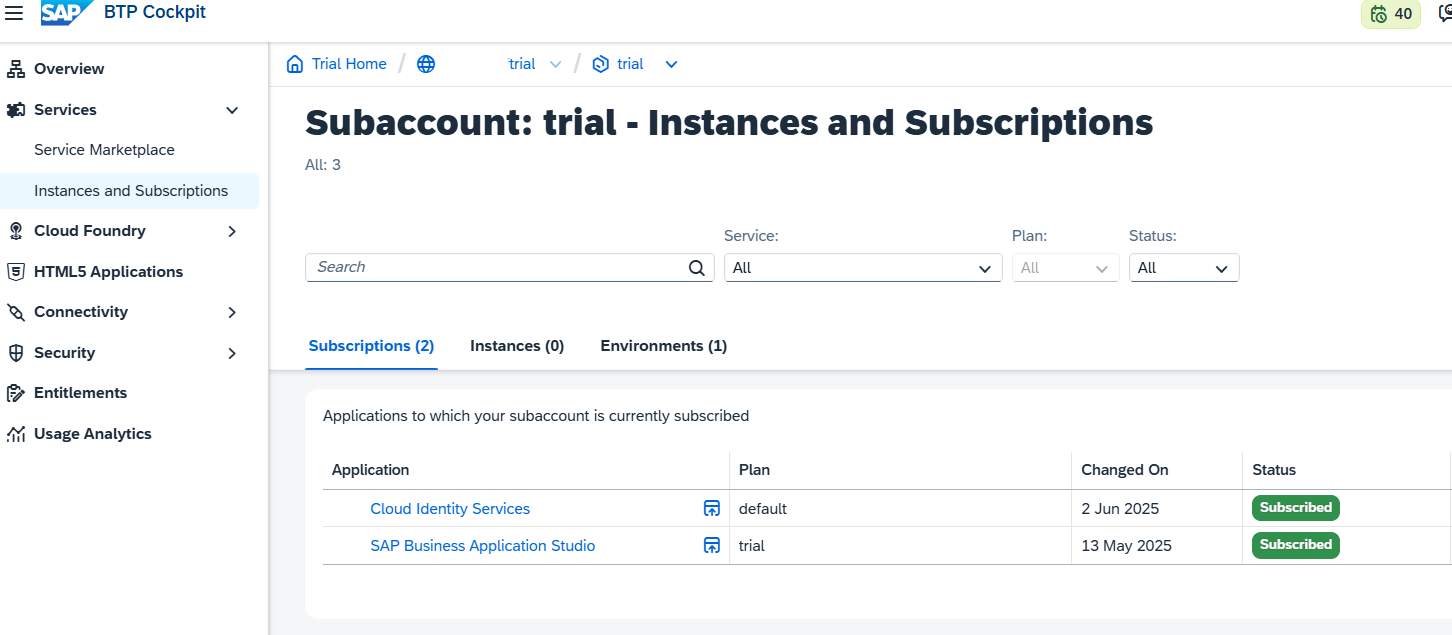 SAP BTP Cockpit 40
Overview
Services
Service Marketplace
Instances and Subscriptions
Cloud Foundry
HTML5 Applications
Connectivity
Security
Entitlements
Usage Analytics
Trial Home / trial / trial
Subaccount: trial - Instances and Subscriptions
All: 3
Service: Plan: Status:
Search All All All
Subscriptions (2) Instances (0) Environments (1)
Applications to which your subaccount is currently subscribed
Application Plan Changed On Status
Cloud Identity Services default 2 Jun 2025 Subscribed
SAP Business Application Studio trial 13 May 2025 Subscribed